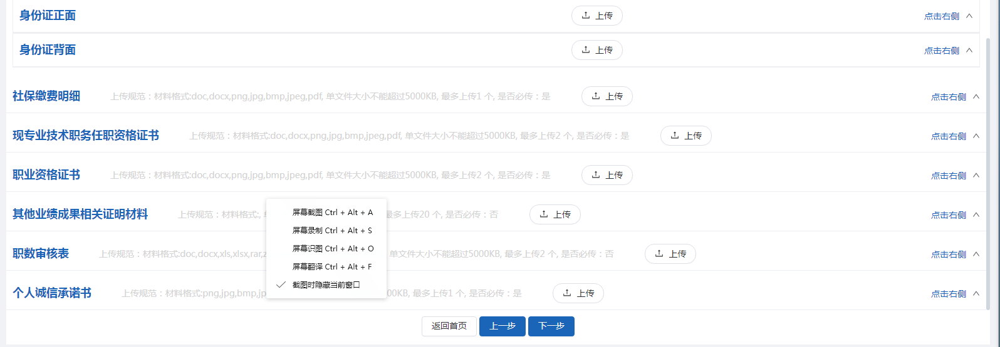 身份证正面 上传 点击右侧
身份证背面 上传 点击右侧
社保缴费明细 上传规范：材料格式:doc,docx,png,jpg,bmp,jpeg,pdf, 单文件大小不能超过5000KB, 最多上传1 个, 是否必传：是 上传 点击右侧
现专业技术职务任职资格证书 上传规范：材料格式:doc,docx,png,jpg,bmp,jpeg,pdf, 单文件大小不能超过5000KB, 最多上传2 个, 是否必传：是 上传 点击右侧
职业资格证书 上传规范：材料格式:doc,docx,png,jpg,bmp,jpeg,pdf, 单文件大小不能超过5000KB, 最多上传2 个, 是否必传：是 上传 点击右侧
其他业绩成果相关证明材料 上传规范：材料格式:, 最多上传20 个, 是否必传：否 上传 点击右侧
职数审核表 上传规范：材料格式:doc,docx,xls,xlsx,rar,z 单文件大小不能超过5000KB, 最多上传2 个, 是否必传：否 上传 点击右侧
个人诚信承诺书 上传规范：材料格式:png,jpg,bmp,jp 00KB, 最多上传1 个, 是否必传：是 上传 点击右侧
屏幕截图 Ctrl + Alt + A
屏幕录制 Ctrl + Alt + S
屏幕识图 Ctrl + Alt + O
屏幕翻译 Ctrl + Alt + F
截图时隐藏当前窗口
返回首页 上一步 下一步